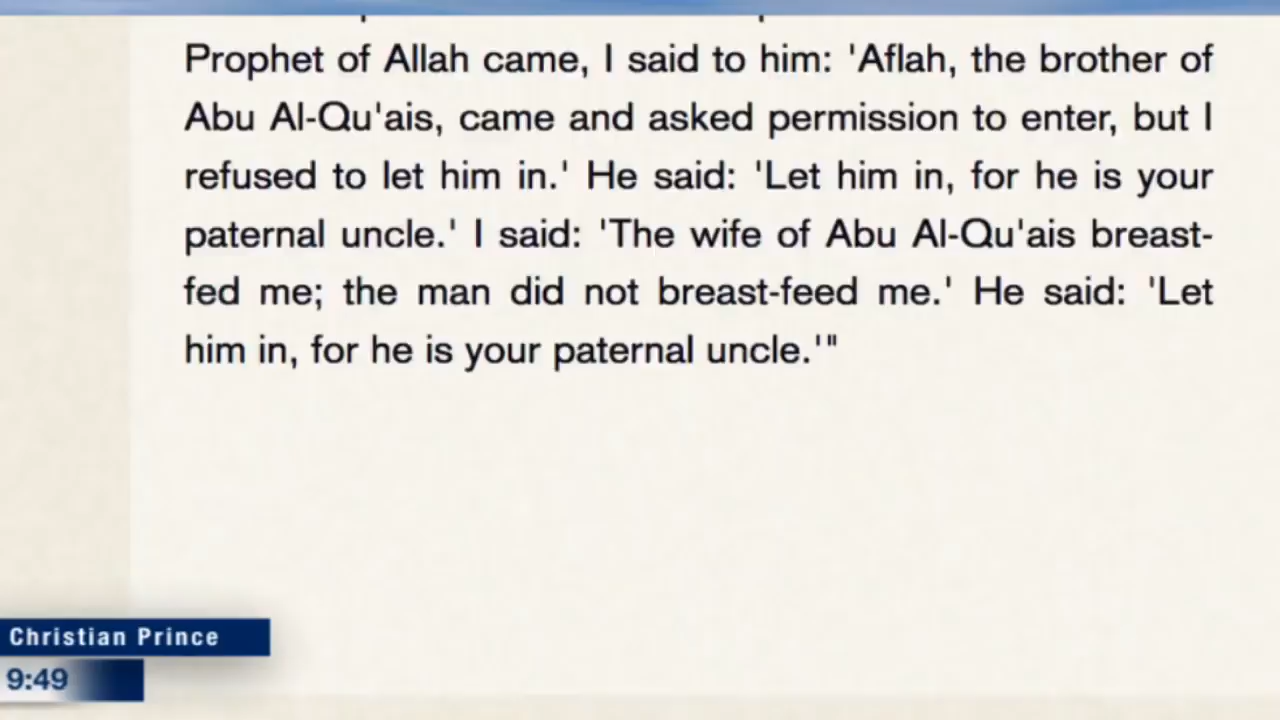 Prophet of Allah came, I said to him: 'Aflah, the brother of
Abu Al-Qu'ais, came and asked permission to enter, but I
refused to let him in.' He said: 'Let him in, for he is your
paternal uncle.' I said: 'The wife of Abu Al-Qu'ais breast-
fed me; the man did not breast-feed me.' He said: 'Let
him in, for he is your paternal uncle.'"
Christian Prince
9:49